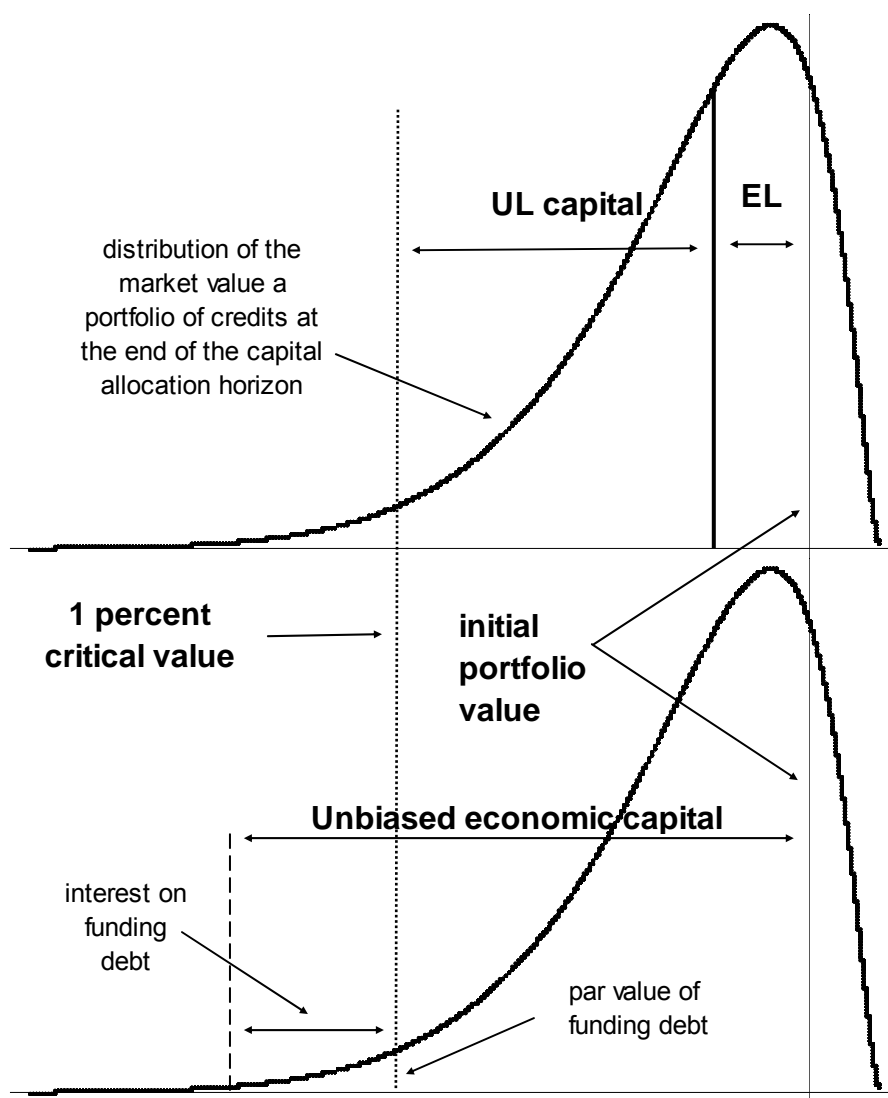 UL capital
EL
distribution of the
market value a
portfolio of credits at
the end of the capital
allocation horizon
1 percent
critical value
initial
portfolio
value
Unbiased economic capital
interest on
funding
debt
par value of
funding debt